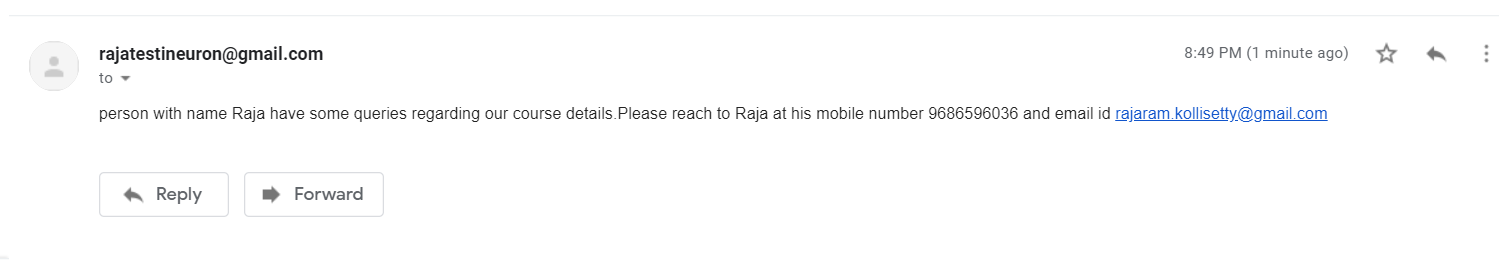 rajatestineuron@gmail.com
8:49 PM (1 minute ago)
to
person with name Raja have some queries regarding our course details.Please reach to Raja at his mobile number 9686596036 and email id rajaram.kollisetty@gmail.com
Reply
Forward